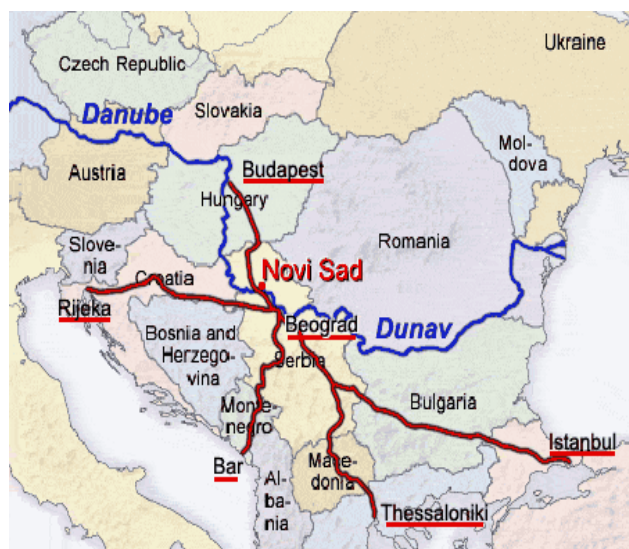 Ukraine
Czech Republic
Danube
Slovakia
Mol-
dova
Austria
Budapest
Hungary
Romania
Slove-
nia
Croatia
Novi Sad
Rijeka
Beograd
Dunav
Bosnia and
Herzego-
vina
Serbia
Monte-
negro
Bulgaria
Istanbul
Bar
Mace-
donia
Al-
ba-
nia
Thessaloniki